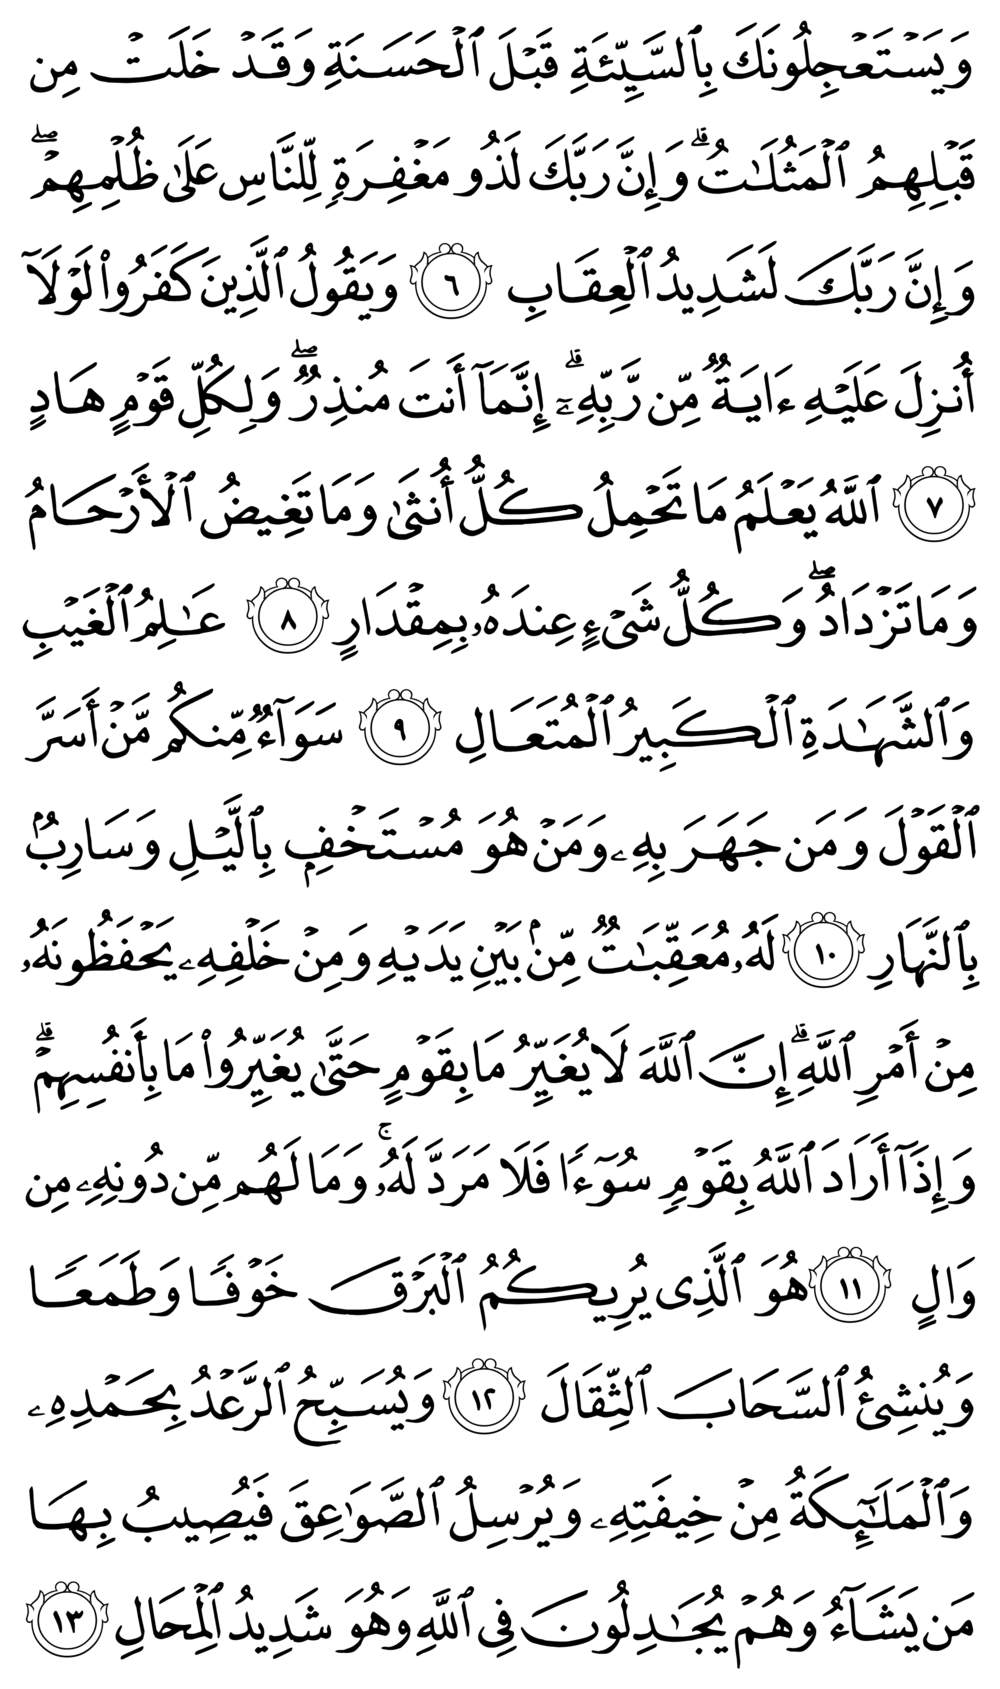 وَيَسۡتَعۡجِلُونَكَ بِٱلسَّيِّئَةِ قَبۡلَ ٱلۡحَسَنَةِ وَقَدۡ خَلَتۡ مِن
قَبۡلِهِمُ ٱلۡمَثُلَٰتُۗ وَإِنَّ رَبَّكَ لَذُو مَغۡفِرَةٖ لِّلنَّاسِ عَلَىٰ ظُلۡمِهِمۡۖ
وَإِنَّ رَبَّكَ لَشَدِيدُ ٱلۡعِقَابِ ٦ وَيَقُولُ ٱلَّذِينَ كَفَرُواْ لَوۡلَآ
أُنزِلَ عَلَيۡهِ ءَايَةٞ مِّن رَّبِّهِۦٓۗ إِنَّمَآ أَنتَ مُنذِرٞۖ وَلِكُلِّ قَوۡمٍ هَادٍ
٧ ٱللَّهُ يَعۡلَمُ مَا تَحۡمِلُ كُلُّ أُنثَىٰ وَمَا تَغِيضُ ٱلۡأَرۡحَامُ
وَمَا تَزۡدَادُۖ وَكُلُّ شَيۡءٍ عِندَهُۥ بِمِقۡدَارٍ ٨ عَٰلِمُ ٱلۡغَيۡبِ
وَٱلشَّهَٰدَةِ ٱلۡكَبِيرُ ٱلۡمُتَعَالِ ٩ سَوَآءٞ مِّنكُم مَّنۡ أَسَرَّ
ٱلۡقَوۡلَ وَمَن جَهَرَ بِهِۦ وَمَنۡ هُوَ مُسۡتَخۡفِۭ بِٱلَّيۡلِ وَسَارِبُۢ
بِٱلنَّهَارِ ١٠ لَهُۥ مُعَقِّبَٰتٞ مِّنۢ بَيۡنِ يَدَيۡهِ وَمِنۡ خَلۡفِهِۦ يَحۡفَظُونَهُۥ
مِنۡ أَمۡرِ ٱللَّهِۗ إِنَّ ٱللَّهَ لَا يُغَيِّرُ مَا بِقَوۡمٍ حَتَّىٰ يُغَيِّرُواْ مَا بِأَنفُسِهِمۡۗ
وَإِذَآ أَرَادَ ٱللَّهُ بِقَوۡمٖ سُوٓءٗا فَلَا مَرَدَّ لَهُۥۚ وَمَا لَهُم مِّن دُونِهِۦ مِن
وَالٍ ١١ هُوَ ٱلَّذِي يُرِيكُمُ ٱلۡبَرۡقَ خَوۡفٗا وَطَمَعٗا
وَيُنشِئُ ٱلسَّحَابَ ٱلثِّقَالَ ١٢ وَيُسَبِّحُ ٱلرَّعۡدُ بِحَمۡدِهِۦ
وَٱلۡمَلَٰٓئِكَةُ مِنۡ خِيفَتِهِۦ وَيُرۡسِلُ ٱلصَّوَٰعِقَ فَيُصِيبُ بِهَا
مَن يَشَآءُ وَهُمۡ يُجَٰدِلُونَ فِي ٱللَّهِ وَهُوَ شَدِيدُ ٱلۡمِحَالِ ١٣